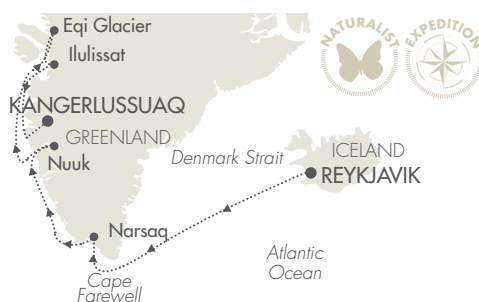 NATURALIST
EXPEDITION
Eqi Glacier
Ilulissat
KANGERLUSSUAQ
GREENLAND
Nuuk
Denmark Strait
ICELAND
REYKJAVIK
Narsaq
Atlantic
Ocean
Cape
Farewell